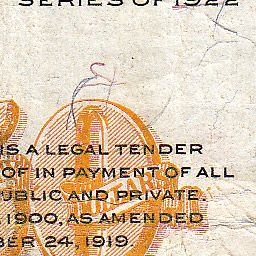 SERIES OF 1922
IS A LEGAL TENDER
OF IN PAYMENT OF ALL
UBLIC AND PRIVATE.
1900, AS AMENDED
BER 24, 1919.